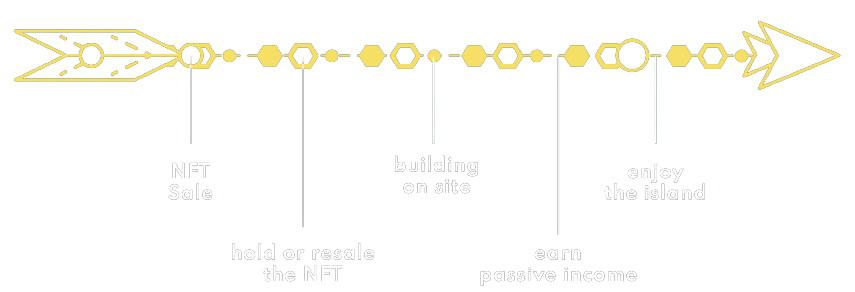 NFT
Sale
hold or resale
the NFT
building
on site
earn
passive income
enjoy
the island